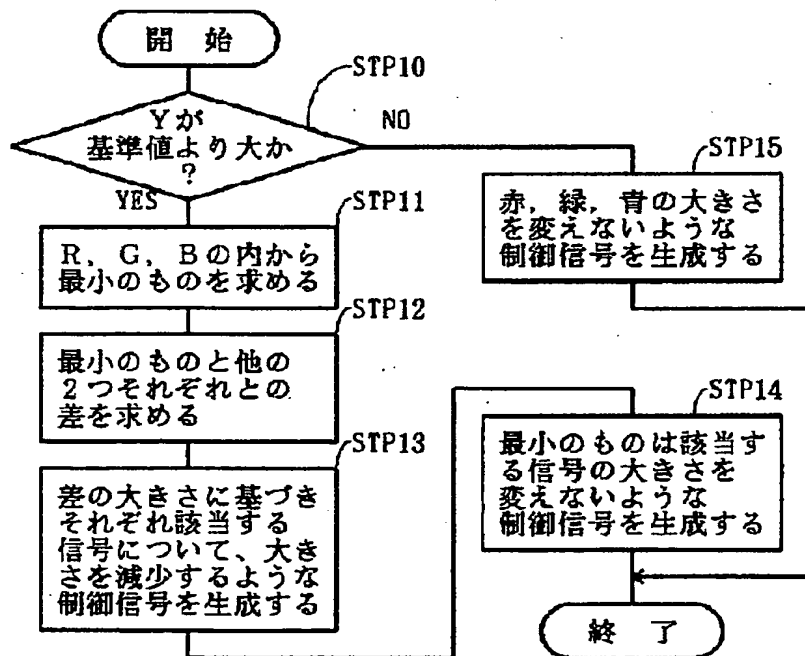 開 始
STP10
Yが
基準値より大か
?
NO
YES
STP11
R, G, Bの内から
最小のものを求める
STP12
最小のものと他の
2つそれぞれとの
差を求める
STP13
差の大きさに基づき
それぞれ該当する
信号について、大き
さを減少するような
制御信号を生成する
STP15
赤, 緑, 青の大きさ
を変えないような
制御信号を生成する
STP14
最小のものは該当す
る信号の大きさを
変えないような
制御信号を生成する
終 了